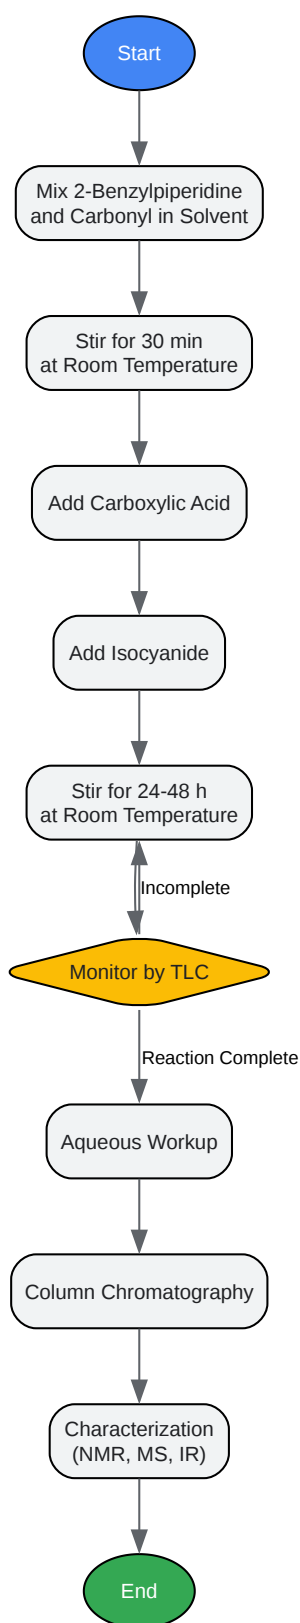 Start
Mix 2-Benzylpiperidine
and Carbonyl in Solvent
Stir for 30 min
at Room Temperature
Add Carboxylic Acid
Add Isocyanide
Stir for 24-48 h
at Room Temperature
Incomplete
Monitor by TLC
Reaction Complete
Aqueous Workup
Column Chromatography
Characterization
(NMR, MS, IR)
End